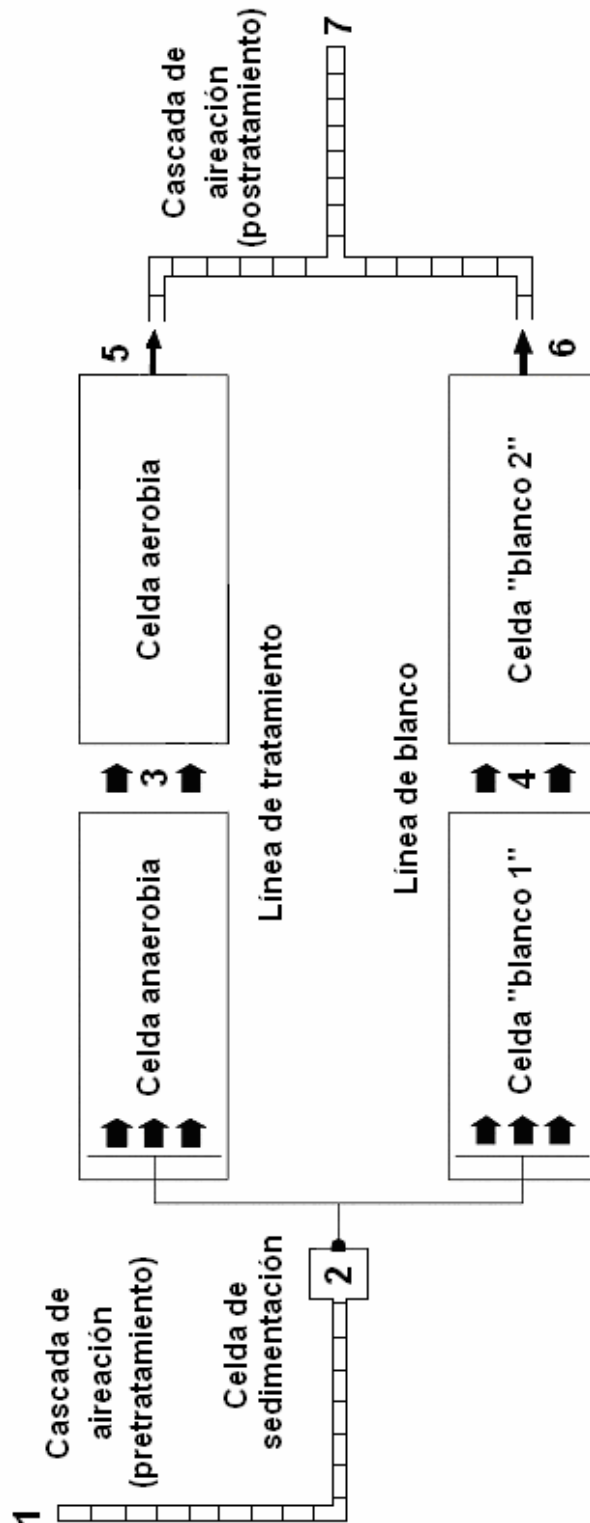 1
Cascada de
aireación
(pretratamiento)
Celda de
sedimentación
2
Celda anaerobia
3
Celda aerobia
5
Línea de tratamiento
Línea de blanco
Celda "blanco 1"
4
Celda "blanco 2"
6
Cascada de
aireación
(postratamiento)
7